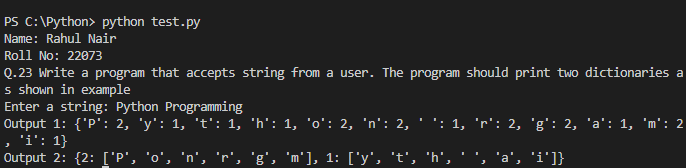 PS C:\Python> python test.py
Name: Rahul Nair
Roll No: 22073
Q.23 Write a program that accepts string from a user. The program should print two dictionaries a
s shown in example
Enter a string: Python Programming
Output 1: {'P': 2, 'y': 1, 't': 1, 'h': 1, 'o': 2, 'n': 2, ' ': 1, 'r': 2, 'g': 2, 'a': 1, 'm': 2
, 'i': 1}
Output 2: {2: ['P', 'o', 'n', 'r', 'g', 'm'], 1: ['y', 't', 'h', ' ', 'a', 'i']}